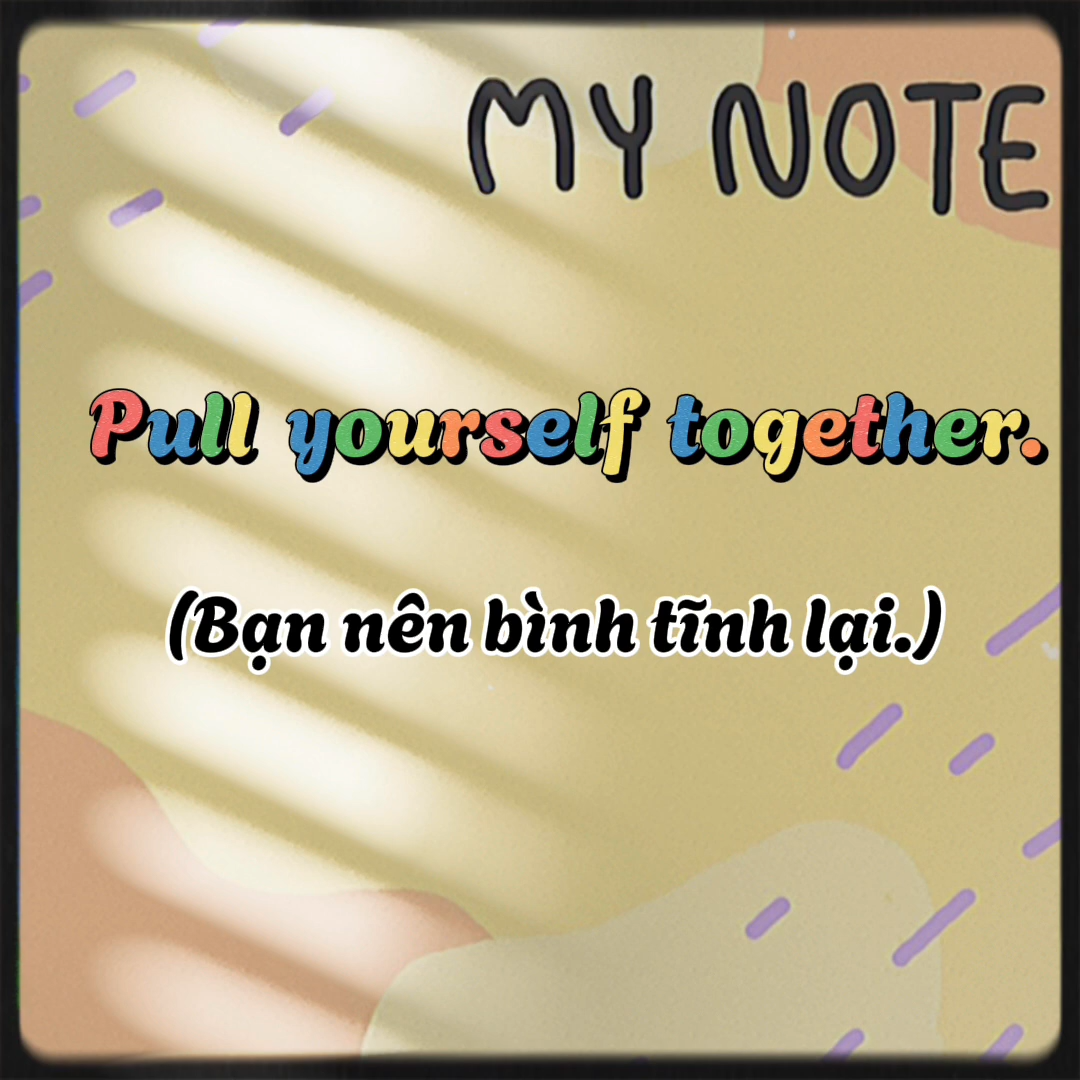 MY NOTE
Pull yourself together.
(Bạn nên bình tĩnh lại.)